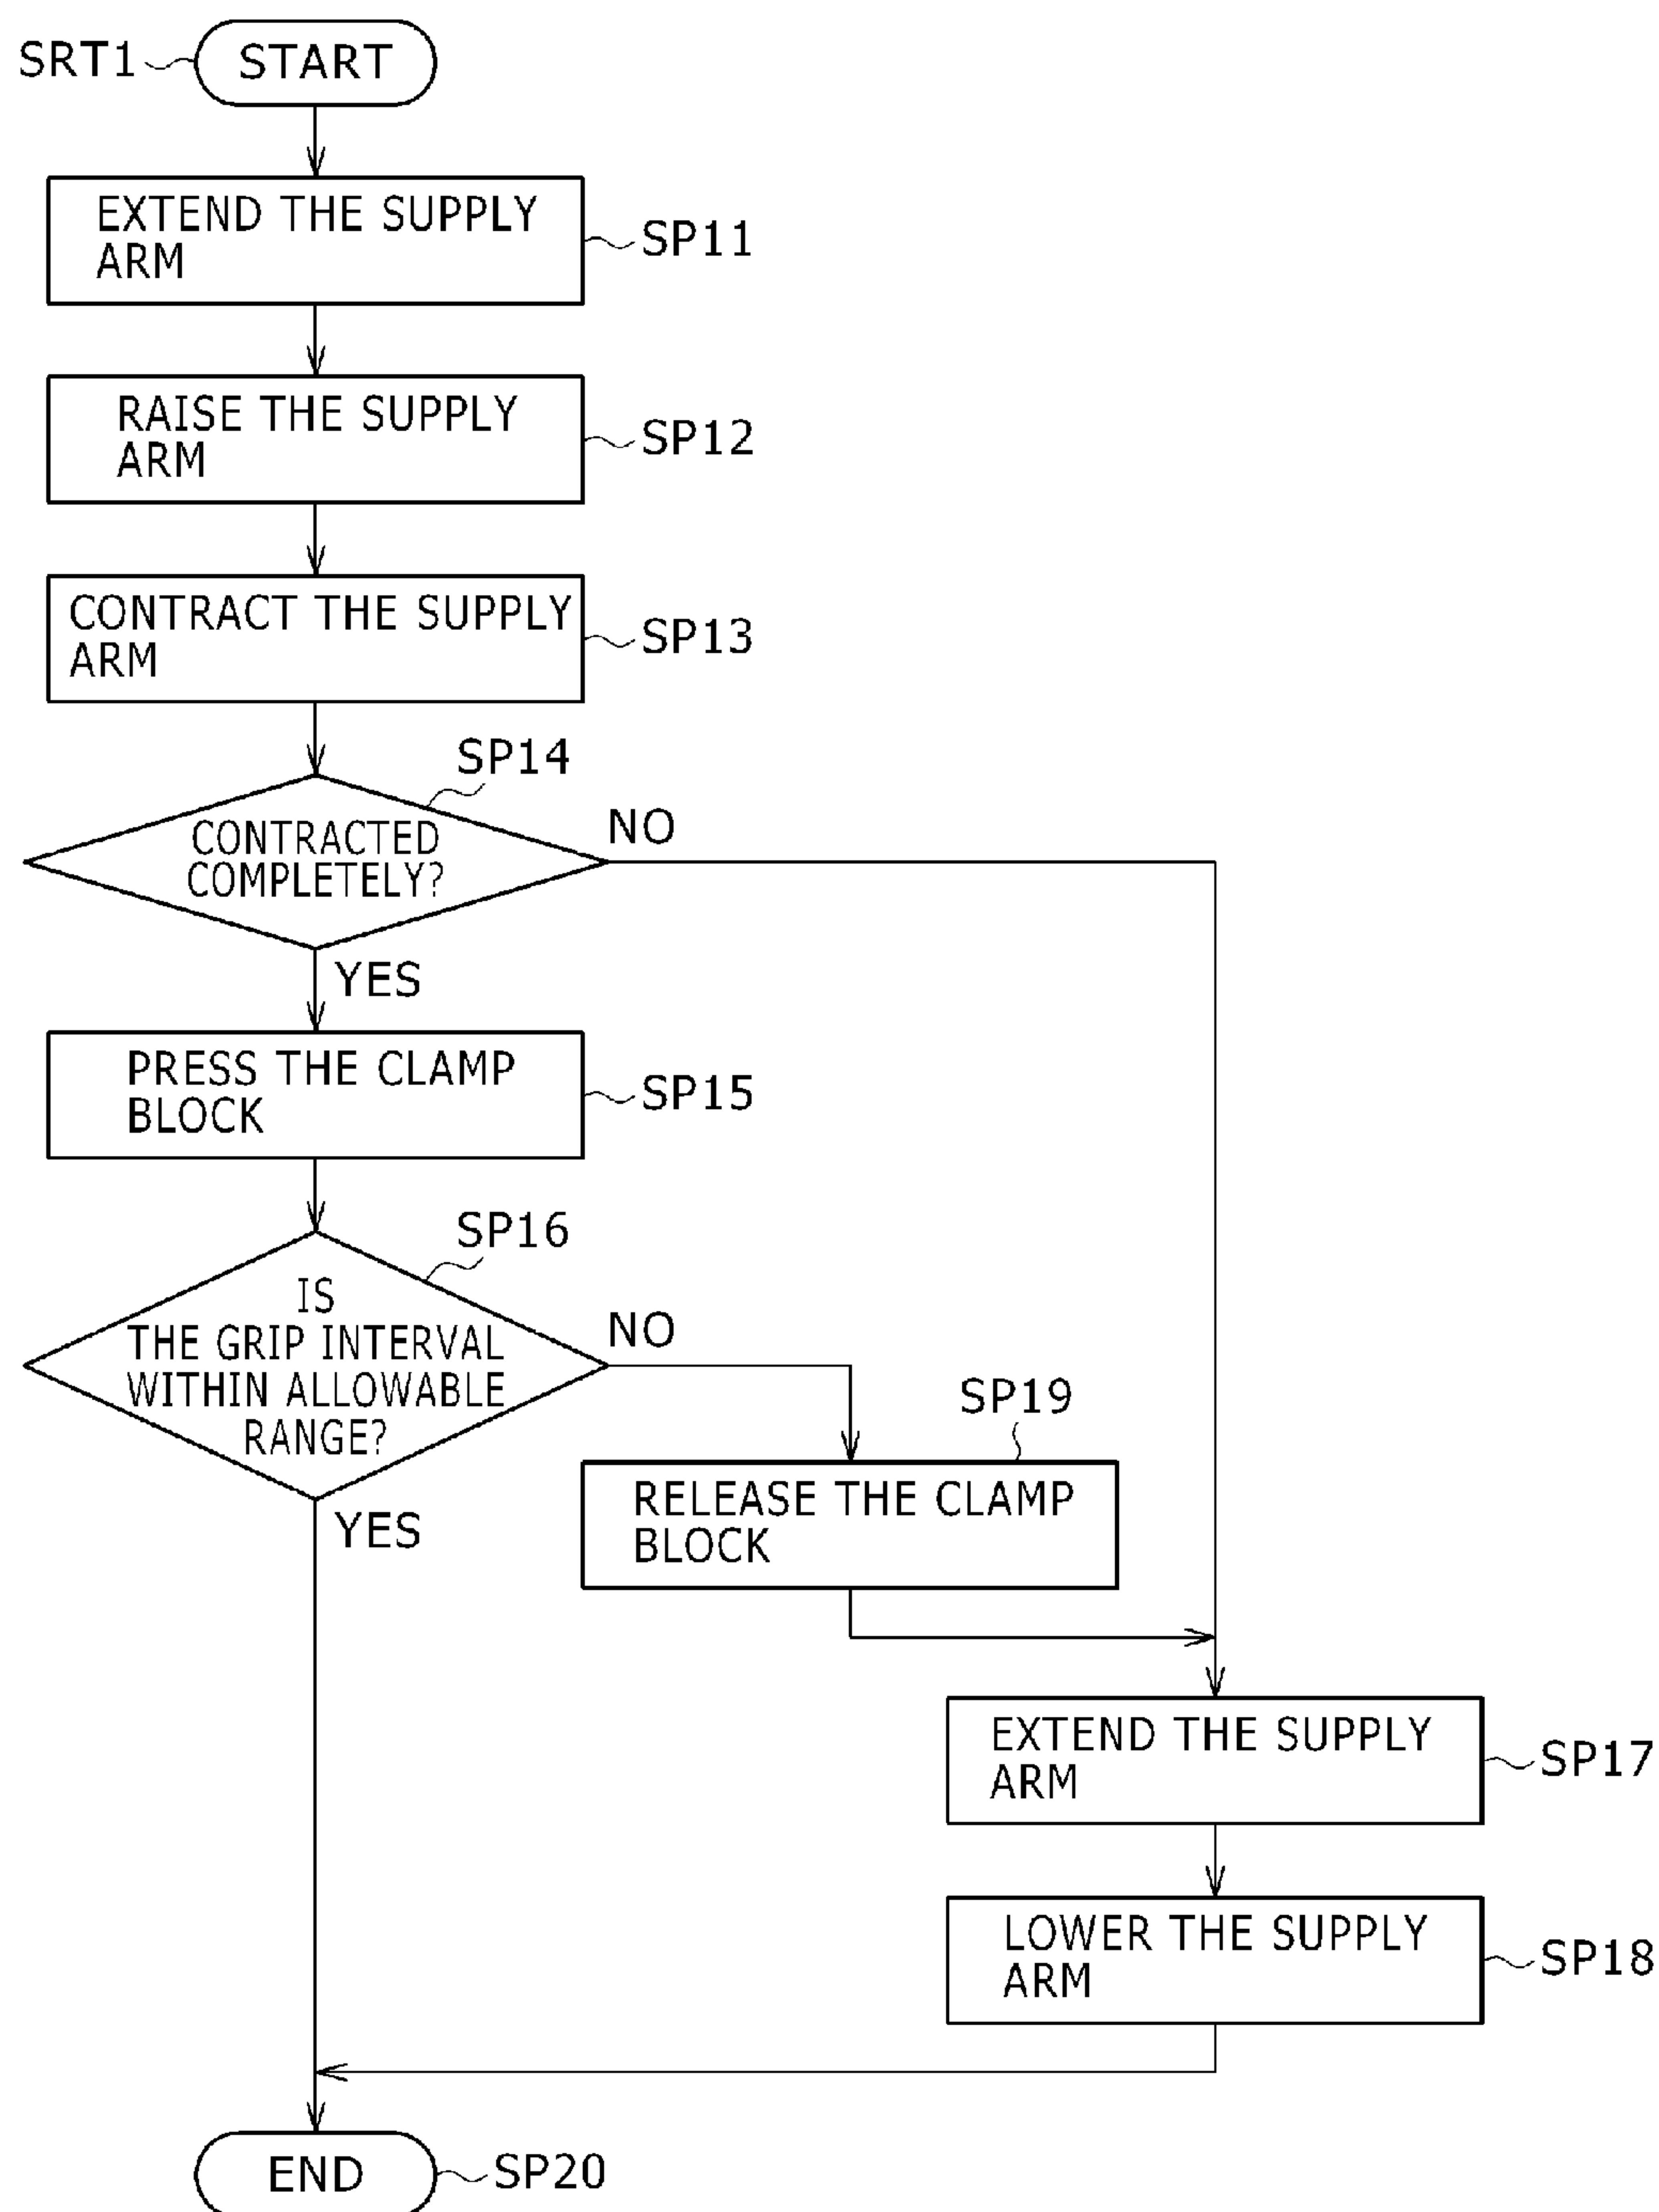 SRT1
START
EXTEND THE SUPPLY
ARM
SP11
RAISE THE SUPPLY
ARM
SP12
CONTRACT THE SUPPLY
ARM
SP13
SP14
CONTRACTED
COMPLETELY?
NO
YES
PRESS THE CLAMP
BLOCK
SP15
SP16
IS
THE GRIP INTERVAL
WITHIN ALLOWABLE
RANGE?
NO
YES
SP19
RELEASE THE CLAMP
BLOCK
EXTEND THE SUPPLY
ARM
SP17
LOWER THE SUPPLY
ARM
SP18
END
SP20